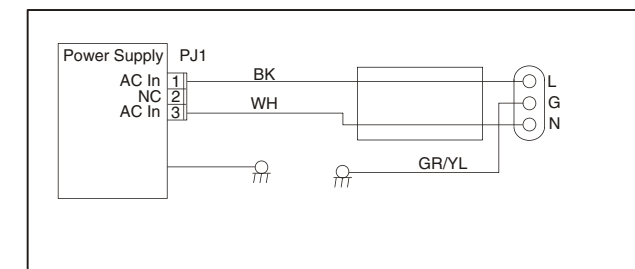 Power Supply PJ1
AC In 1 BK L
NC 2 G
AC In 3 WH N
GR/YL